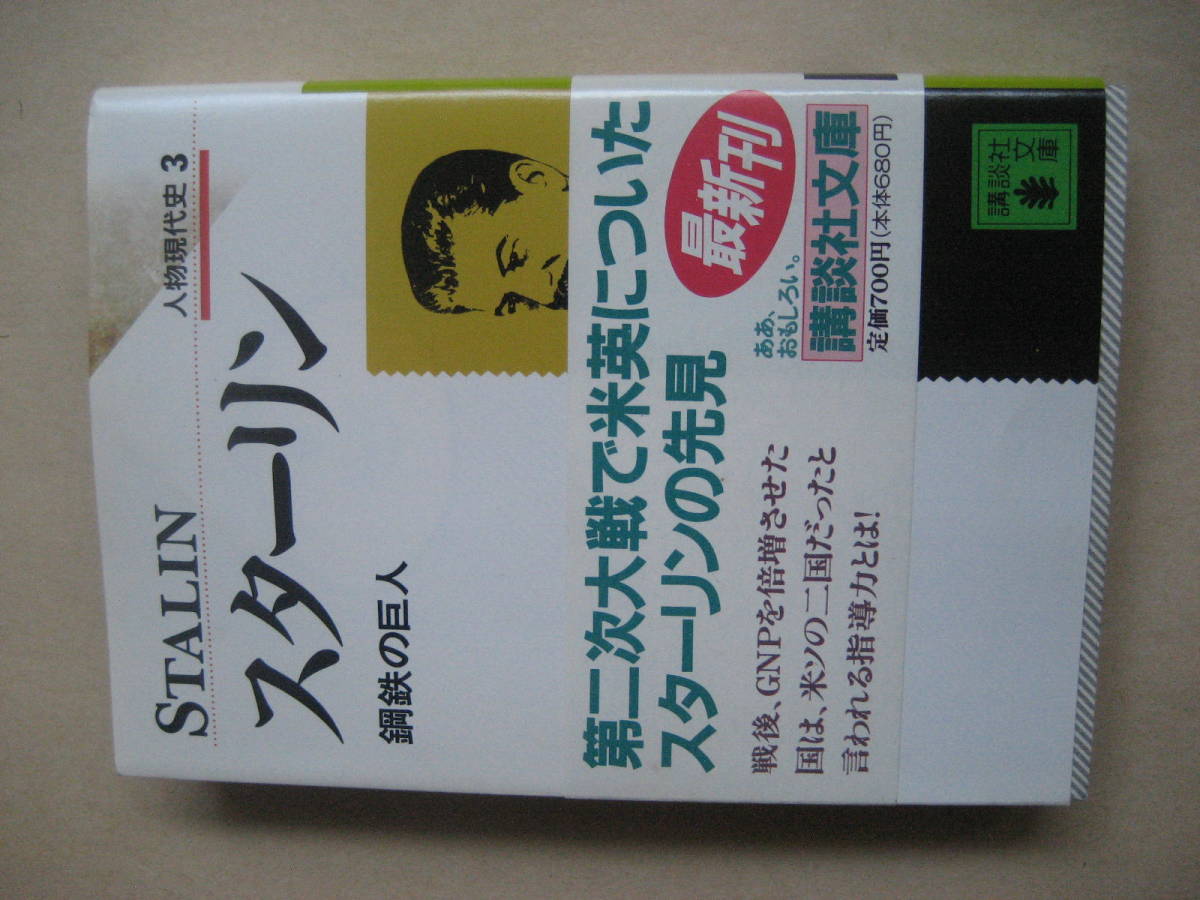 人物現代史3
STALIN
スターリン
鋼鉄の巨人
第二次大戦で米英についた
スターリンの先見
最新刊
戦後、GNPを倍増させた
国は、米ソの二国だったと
言われる指導力とは!
ああ、
おもしろい。
講談社文庫
定価700円(本体680円)
講談社
文庫